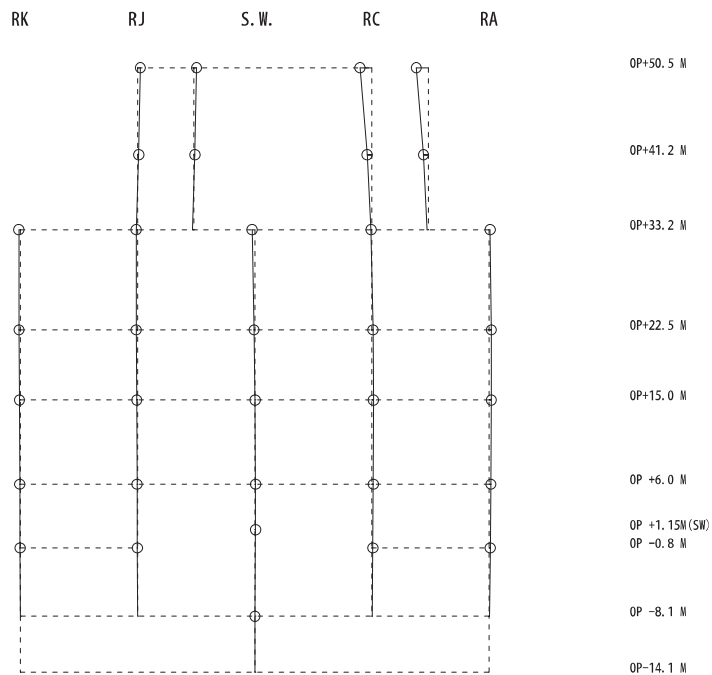 RK RJ S.W. RC RA
OP+50.5 M
OP+41.2 M
OP+33.2 M
OP+22.5 M
OP+15.0 M
OP +6.0 M
OP +1.15M(SW)
OP -0.8 M
OP -8.1 M
OP-14.1 M